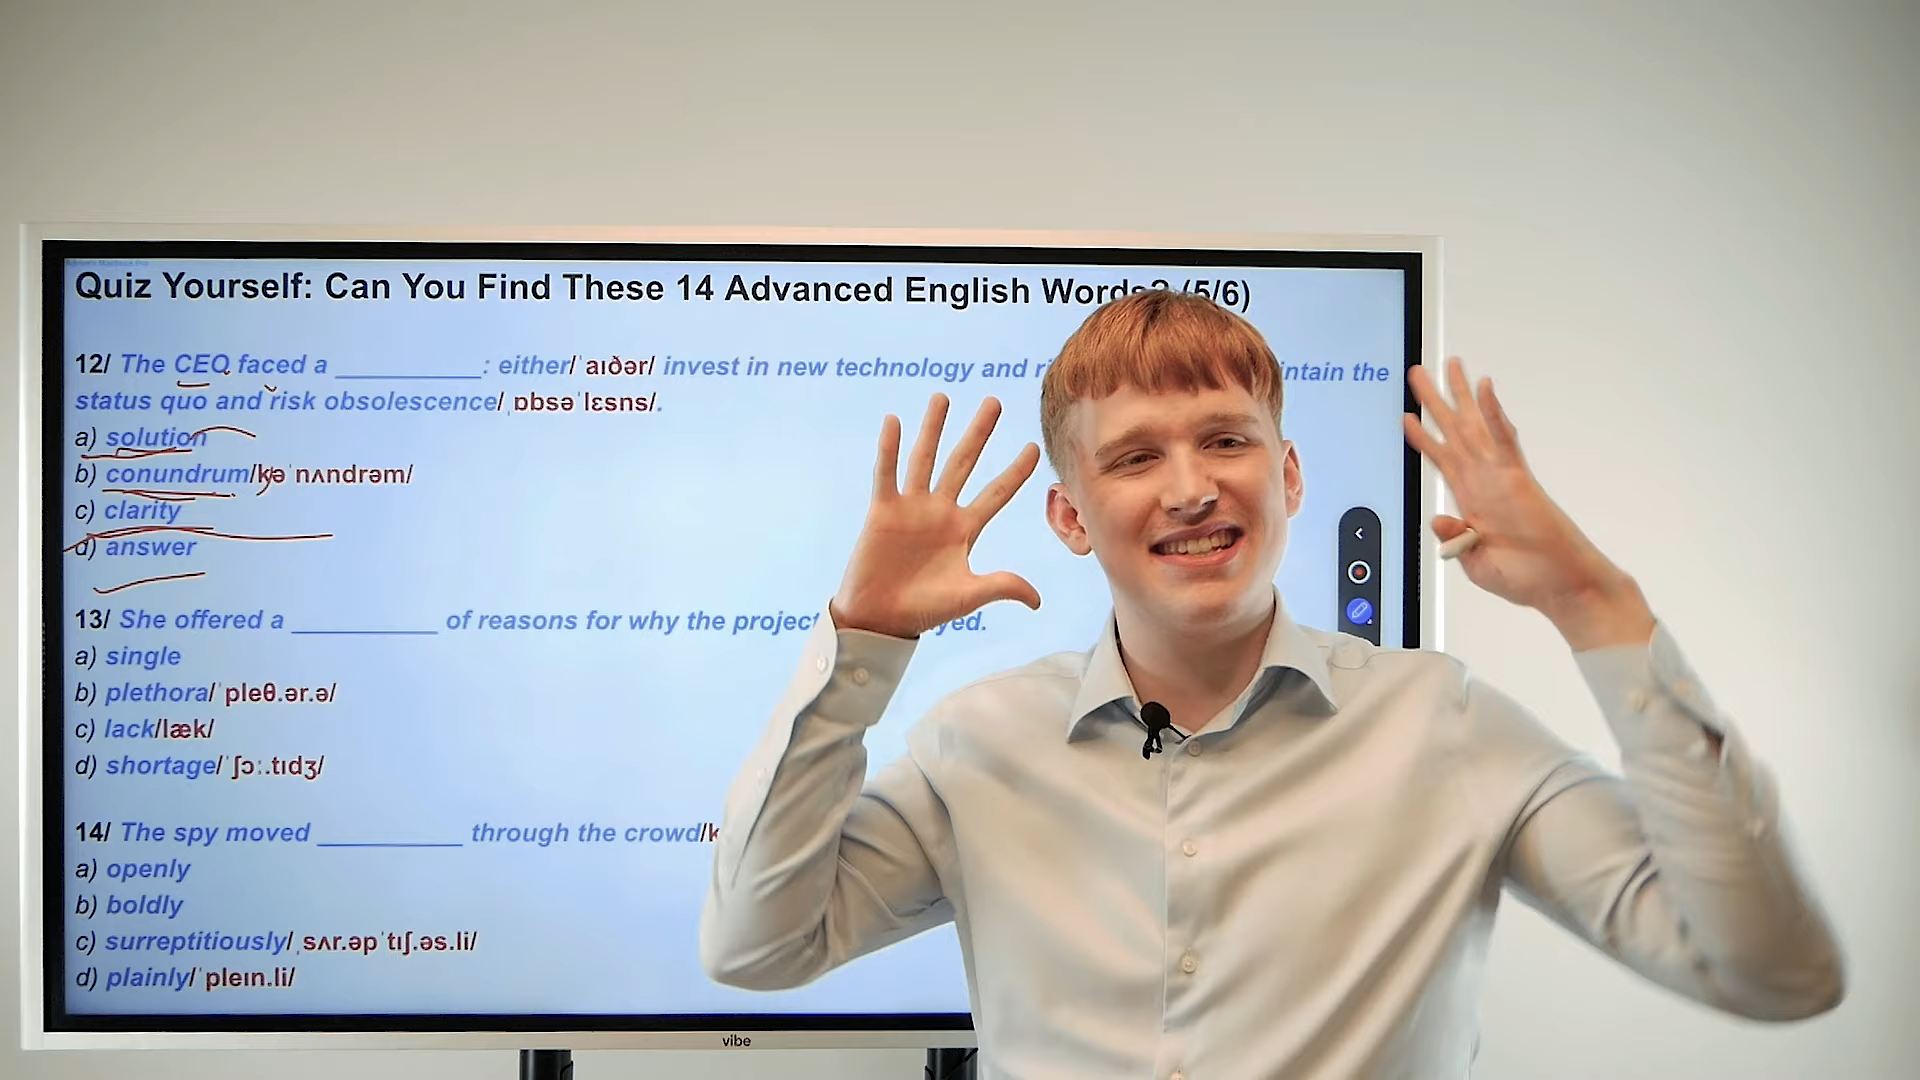 Quiz Yourself: Can You Find These 14 Advanced English Words? (5/6)
12/ The CEO faced a __________: either/ˈaɪðər/ invest in new technology and intain the
status quo and risk obsolescence/ˌɒbsəˈlɛsns/.
a) solution
b) conundrum/kəˈnʌndrəm/
c) clarity
d) answer
13/ She offered a __________ of reasons for why the project yed.
a) single
b) plethora/ˈpleθ.ər.ə/
c) lack/læk/
d) shortage/ˈʃɔː.tɪdʒ/
14/ The spy moved __________ through the crowd/k
a) openly
b) boldly
c) surreptitiously/ˌsʌr.əpˈtɪʃ.əs.li/
d) plainly/ˈpleɪn.li/
vibe